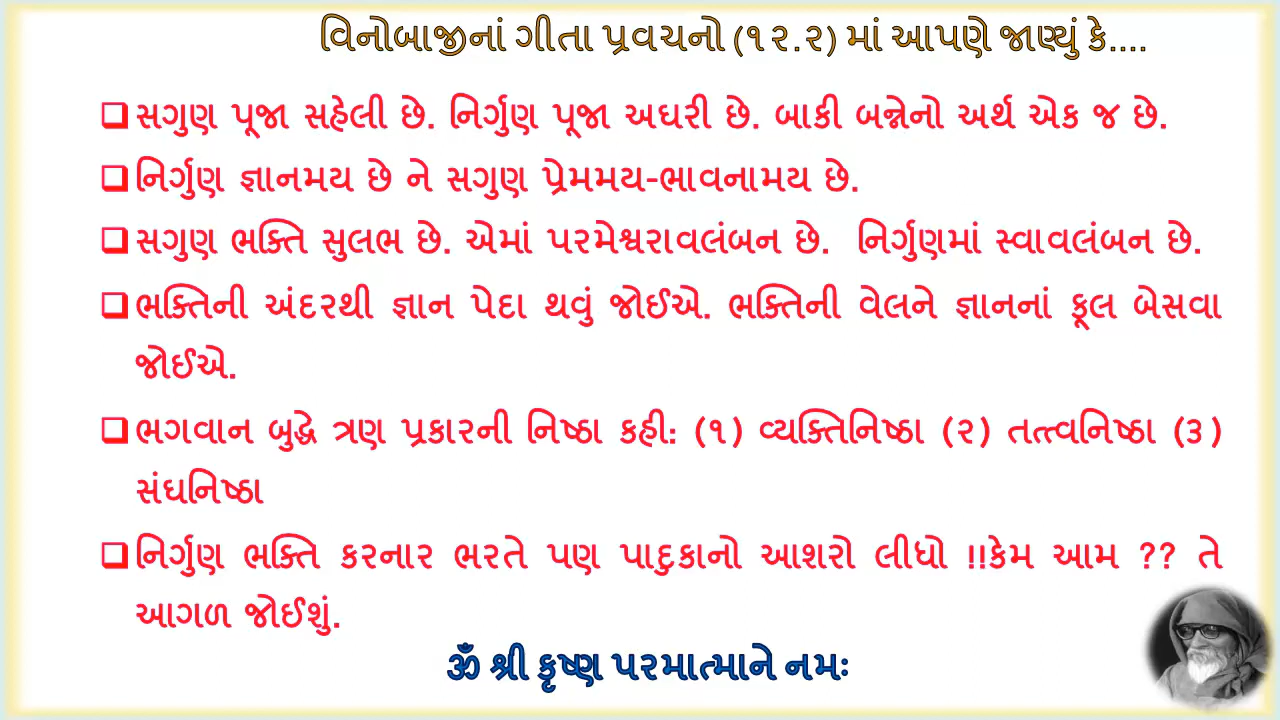 વિનોબાજીનાં ગીતા પ્રવચનો (૧૨.૨) માં આપણે જાણ્યું કે....
❑ સગુણ પૂજા સહેલી છે. નિર્ગુણ પૂજા અઘરી છે. બાકી બન્નેનો અર્થ એક જ છે.
❑ નિર્ગુણ જ્ઞાનમય છે ને સગુણ પ્રેમમય-ભાવનામય છે.
❑ સગુણ ભક્તિ સુલભ છે. એમાં પરમેશ્વરાવલંબન છે. નિર્ગુણમાં સ્વાવલંબન છે.
❑ ભક્તિની અંદરથી જ્ઞાન પેદા થવું જોઈએ. ભક્તિની વેલને જ્ઞાનનાં ફૂલ બેસવા
જોઈએ.
❑ ભગવાન બુદ્ધે ત્રણ પ્રકારની નિષ્ઠા કહી: (૧) વ્યક્તિનિષ્ઠા (૨) તત્ત્વનિષ્ઠા (૩)
સંઘનિષ્ઠા
❑ નિર્ગુણ ભક્તિ કરનાર ભરતે પણ પાદુકાનો આશરો લીધો !!કેમ આમ ?? તે
આગળ જોઈશું.
ૐ શ્રી કૃષ્ણ પરમાત્માને નમઃ